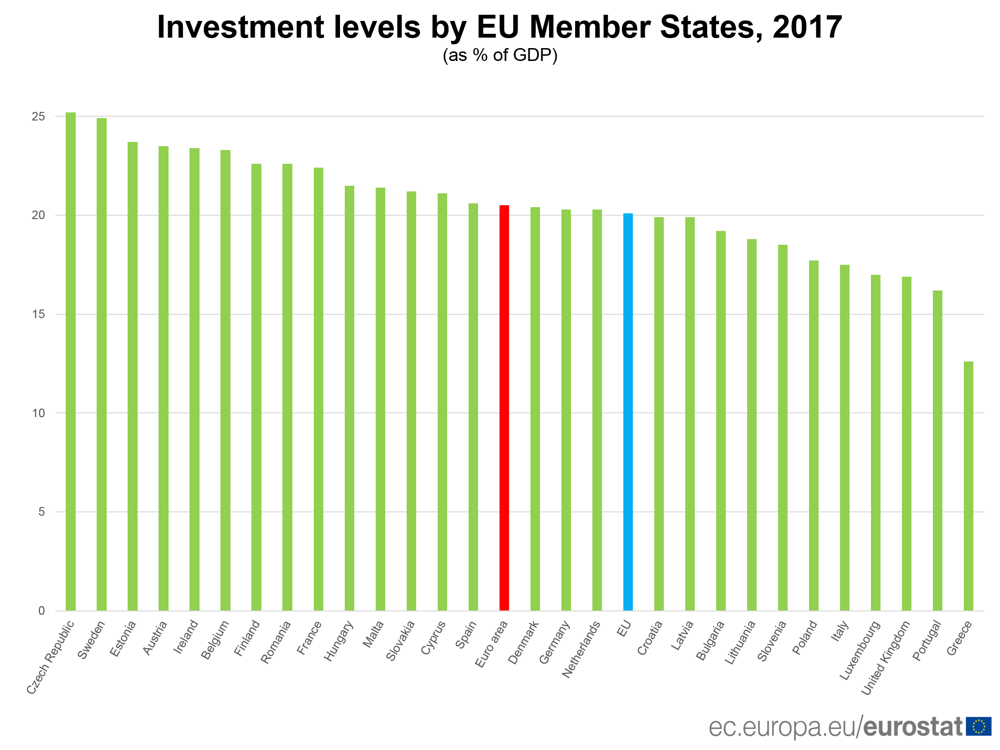 Investment levels by EU Member States, 2017
(as % of GDP)
25
20
15
10
5
0
Czech Republic
Sweden
Estonia
Austria
Ireland
Belgium
Finland
Romania
France
Hungary
Malta
Slovakia
Cyprus
Spain
Euro area
Denmark
Germany
Netherlands
EU
Croatia
Latvia
Bulgaria
Lithuania
Slovenia
Poland
Italy
Luxembourg
United Kingdom
Portugal
Greece
ec.europa.eu/eurostat